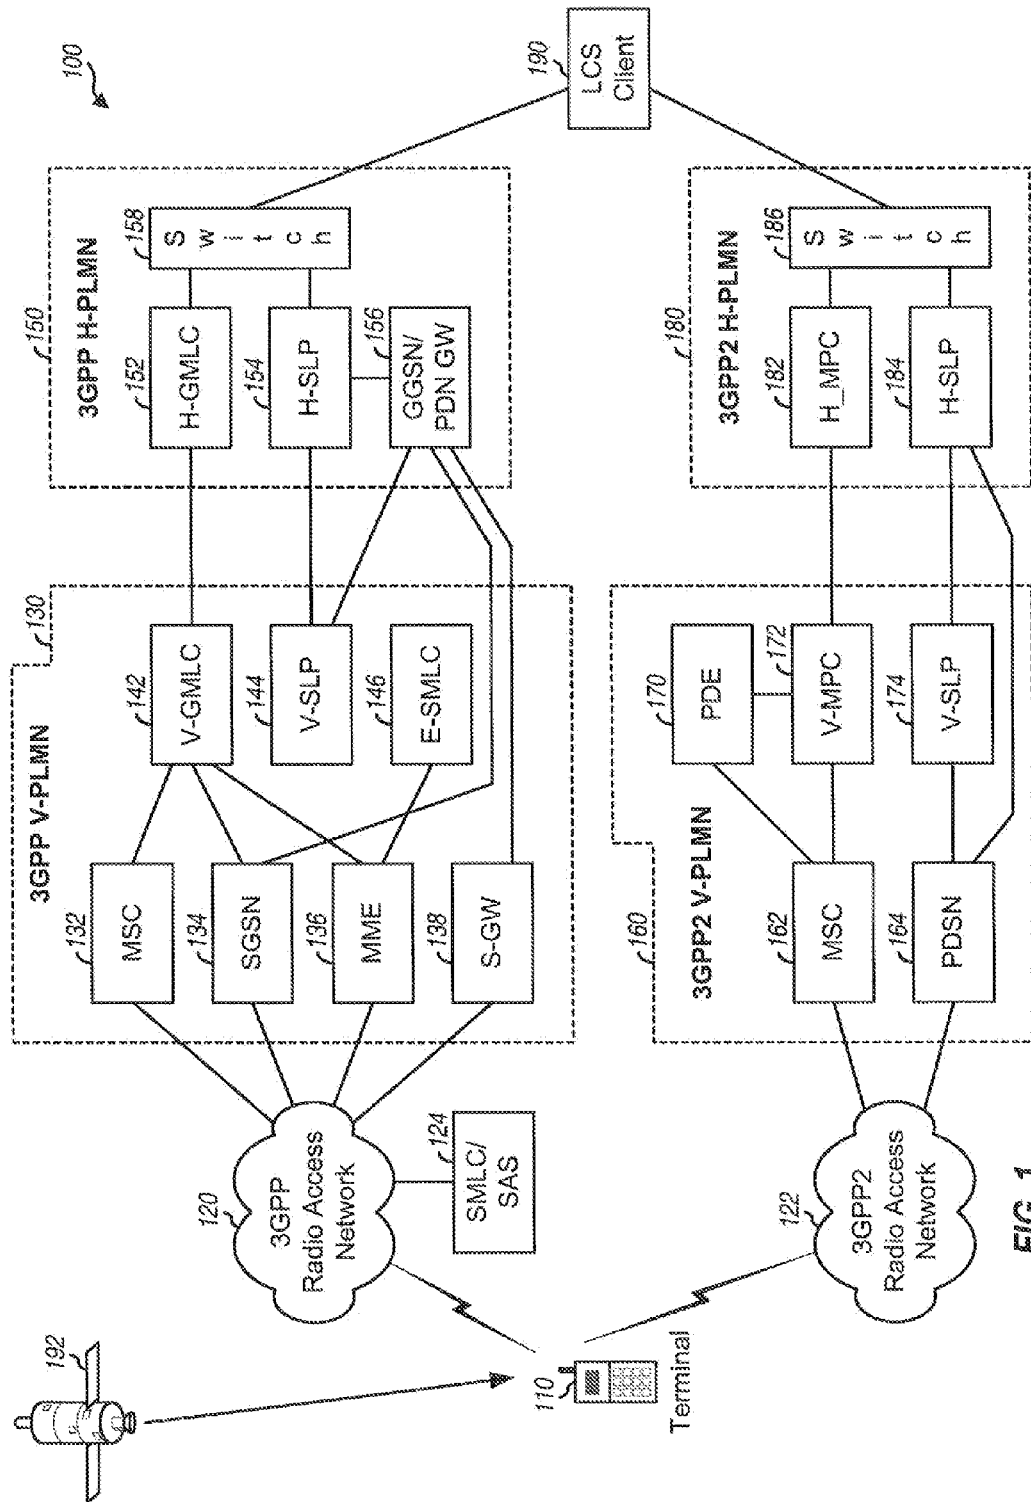 100
150
3GPP H-PLMN
152
H-GMLC
154
H-SLP
156
GGSN/
PDN GW
158
Switch
190
LCS
Client
130
3GPP V-PLMN
132
MSC
134
SGSN
136
MME
138
S-GW
142
V-GMLC
144
V-SLP
146
E-SMLC
120
3GPP
Radio Access
Network
124
SMLC/
SAS
192
110
Terminal
180
3GPP2 H-PLMN
182
H_MPC
184
H-SLP
186
Switch
160
3GPP2 V-PLMN
162
MSC
164
PDSN
170
PDE
172
V-MPC
174
V-SLP
122
3GPP2
Radio Access
Network
FIG. 1